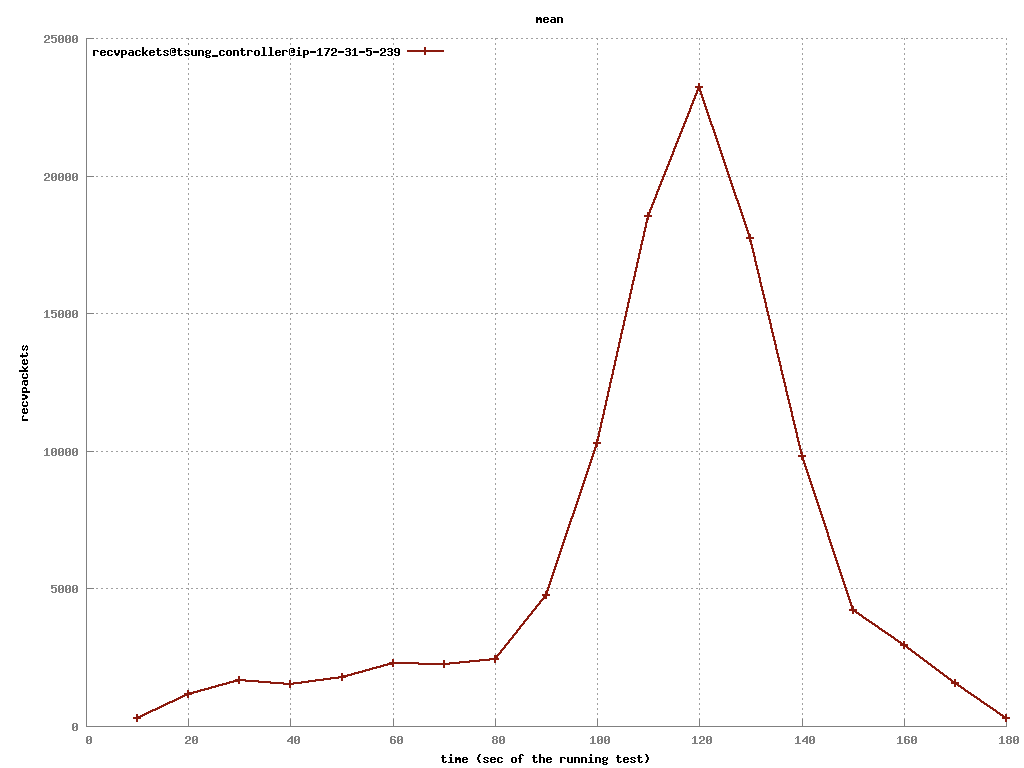 mean
25000
recvpackets@tsung_controller@ip-172-31-5-239
20000
15000
recvpackets
10000
5000
0
0 20 40 60 80 100 120 140 160 180
time (sec of the running test)